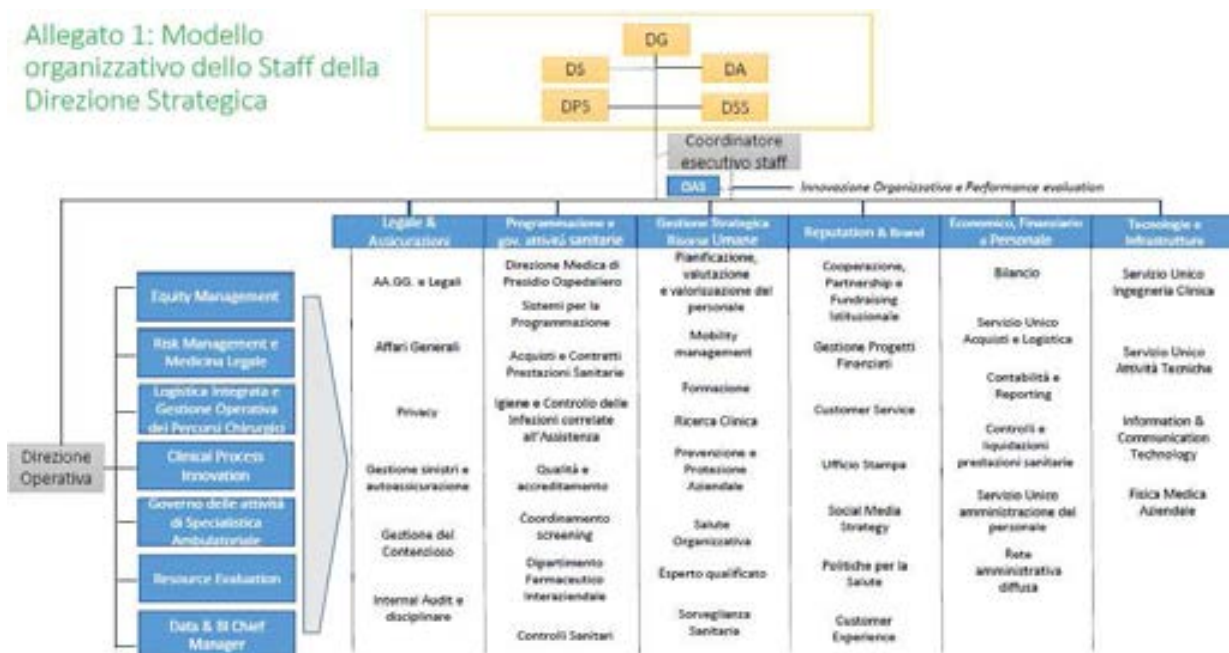 Allegato 1: Modello
organizzativo dello Staff della
Direzione Strategica
DG
DS
DA
DPS
DSS
Coordinatore
esecutivo staff
OAS
Innovazione Organizzativa e Performance evaluation
Legale &
Assicurazioni
Programmazione e
gov. attività sanitarie
Gestione Strategica
Risorse Umane
Reputation & Brand
Economico, Finanziario
e Personale
Tecnologie e
Infrastrutture
Direzione
Operativa
Equity Management
Risk Management e
Medicina Legale
Logistica Integrata e
Gestione Operativa
dei Percorsi Chirurgici
Clinical Process
Innovation
Governo delle attività
di Specialistica
Ambulatoriale
Resource Evaluation
Data & BI Chief
Manager
AA.GG. e Legali
Affari Generali
Privacy
Gestione sinistri e
autoassicurazione
Gestione del
Contenzioso
Internal Audit e
disciplinare
Direzione Medica di
Presidio Ospedaliero
Sistemi per la
Programmazione
Acquisti e Contratti
Prestazioni Sanitarie
Igiene e Controllo delle
Infezioni correlate
all'Assistenza
Qualità e
accreditamento
Coordinamento
screening
Dipartimento
Farmaceutico
Interaziendale
Controlli Sanitari
Pianificazione,
valutazione
e valorizzazione del
personale
Mobility
management
Formazione
Ricerca Clinica
Prevenzione e
Protezione
Aziendale
Salute
Organizzativa
Esperto qualificato
Sorveglianza
Sanitaria
Cooperazione,
Partnership e
Fundraising
Istituzionale
Gestione Progetti
Finanziati
Customer Service
Ufficio Stampa
Social Media
Strategy
Politiche per la
Salute
Customer
Experience
Bilancio
Servizio Unico
Acquisti e Logistica
Contabilità e
Reporting
Controlli e
liquidazioni
prestazioni sanitarie
Servizio Unico
amministrazione del
personale
Rete
amministrativa
diffusa
Servizio Unico
Ingegneria Clinica
Servizio Unico
Attività Tecniche
Information &
Communication
Technology
Fisica Medica
Aziendale